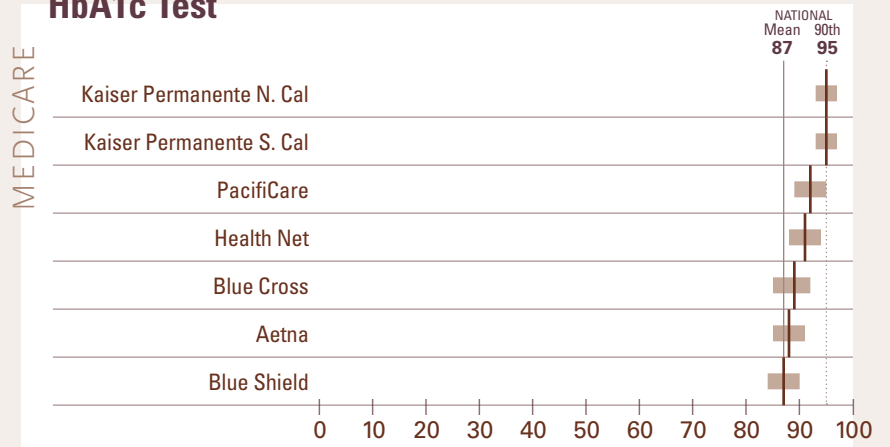 HbA1c Test
NATIONAL
Mean 90th
87 95
MEDICARE
Kaiser Permanente N. Cal
Kaiser Permanente S. Cal
PacifiCare
Health Net
Blue Cross
Aetna
Blue Shield
0 10 20 30 40 50 60 70 80 90 100